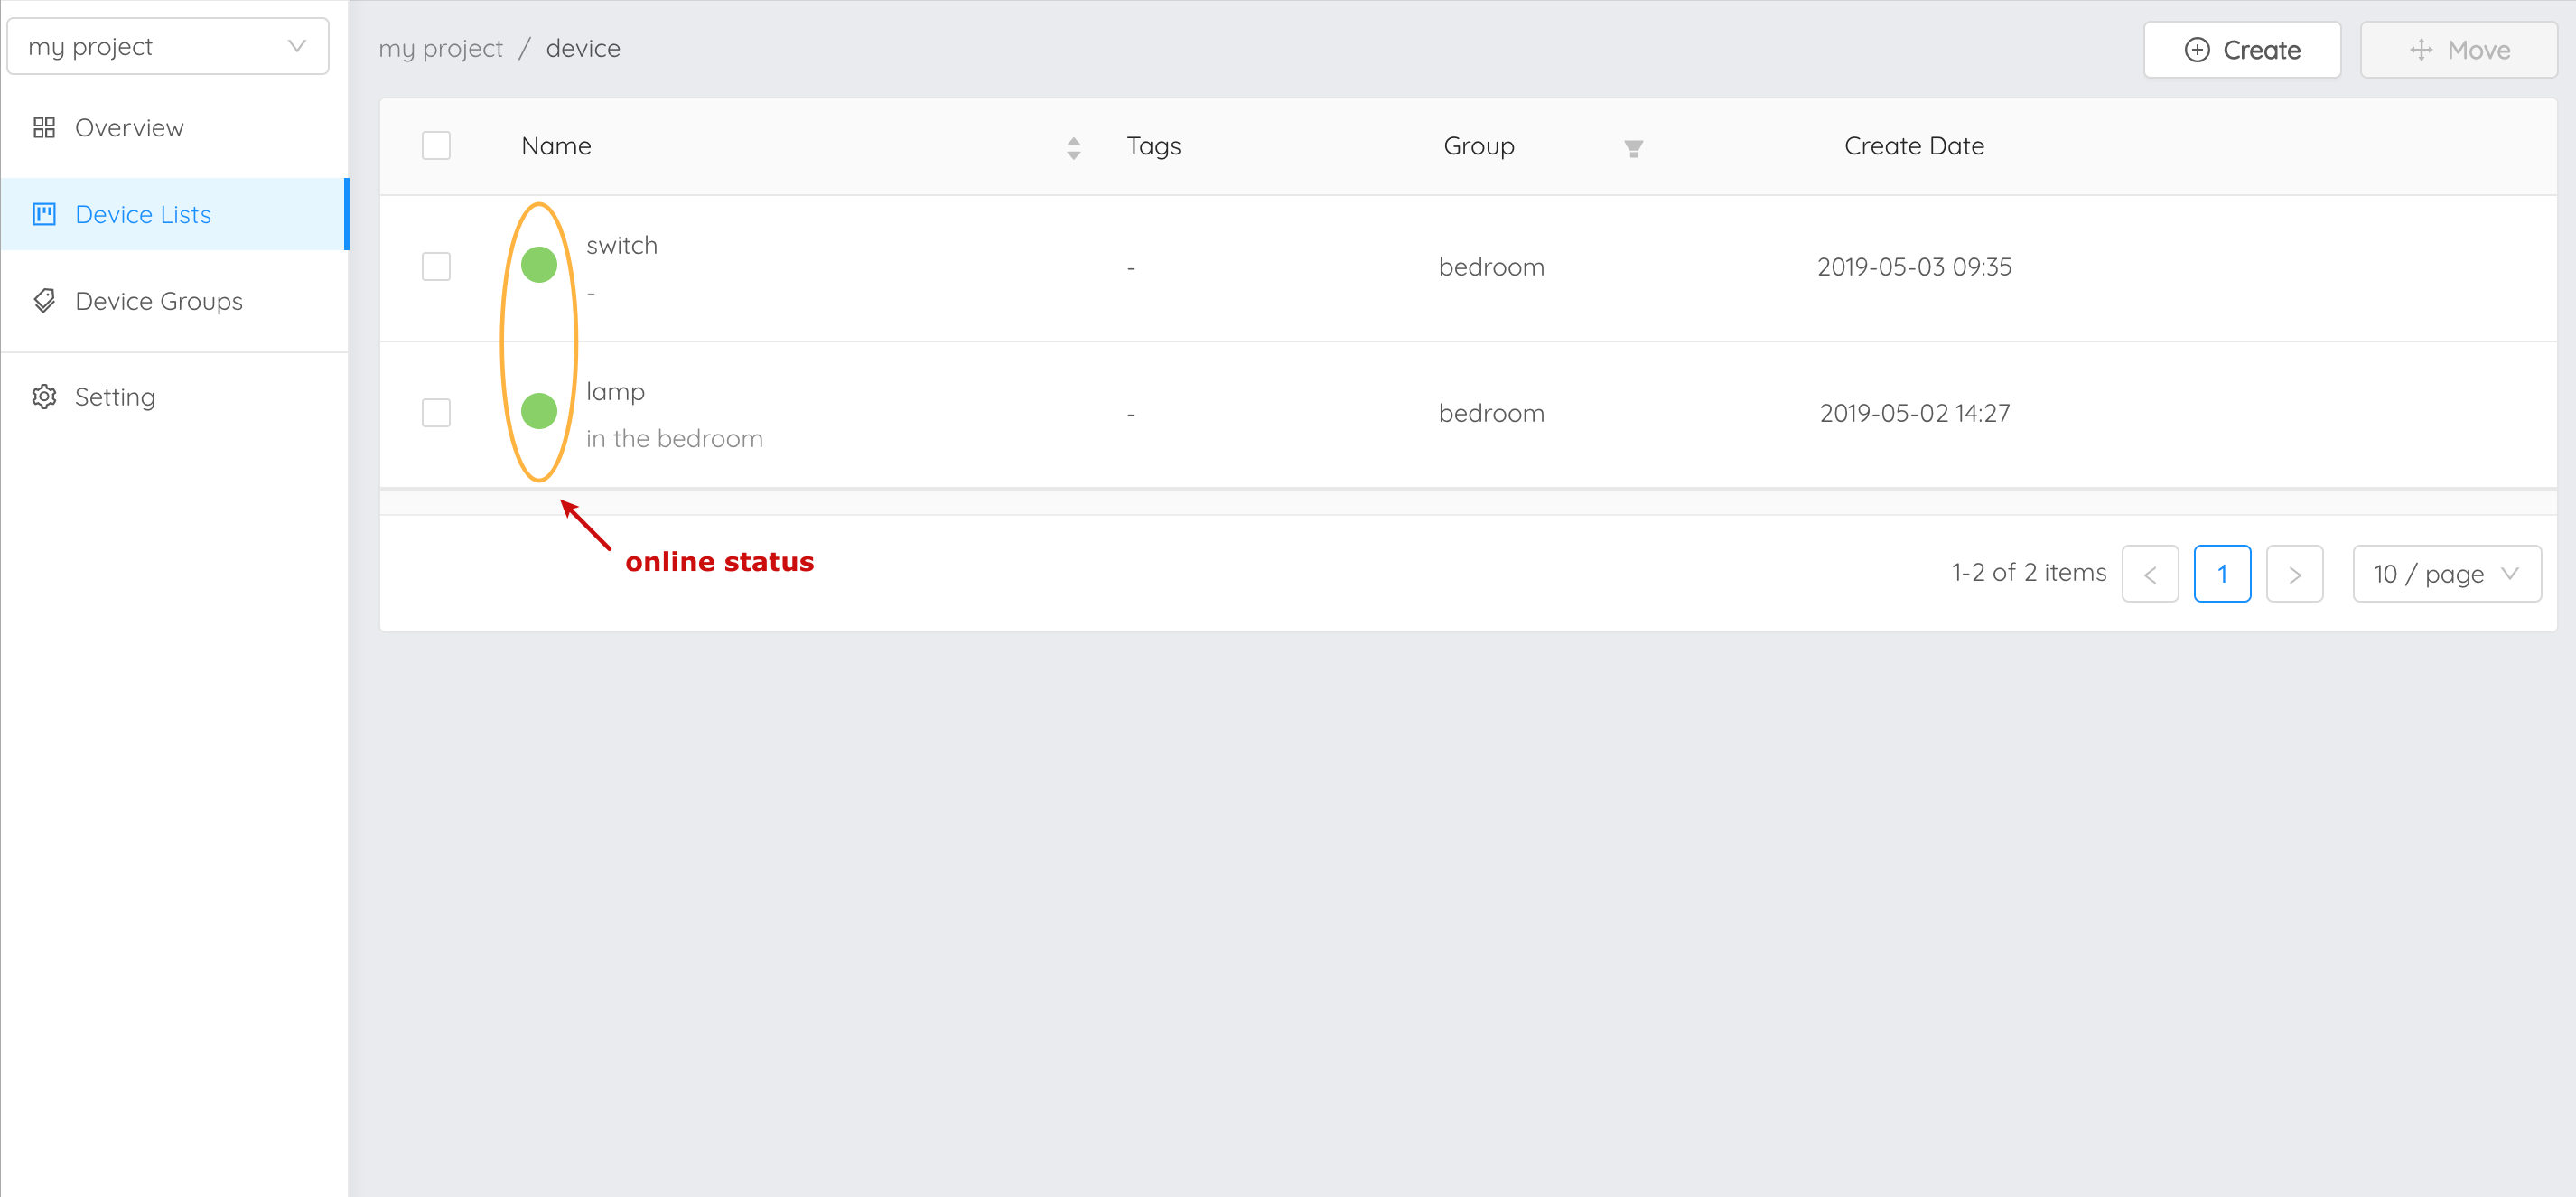 my project
Overview
Device Lists
Device Groups
Setting
my project / device
Create
Move
Name
Tags
Group
Create Date
switch
-
-
bedroom
2019-05-03 09:35
lamp
in the bedroom
-
bedroom
2019-05-02 14:27
online status
1-2 of 2 items
<
1
>
10 / page